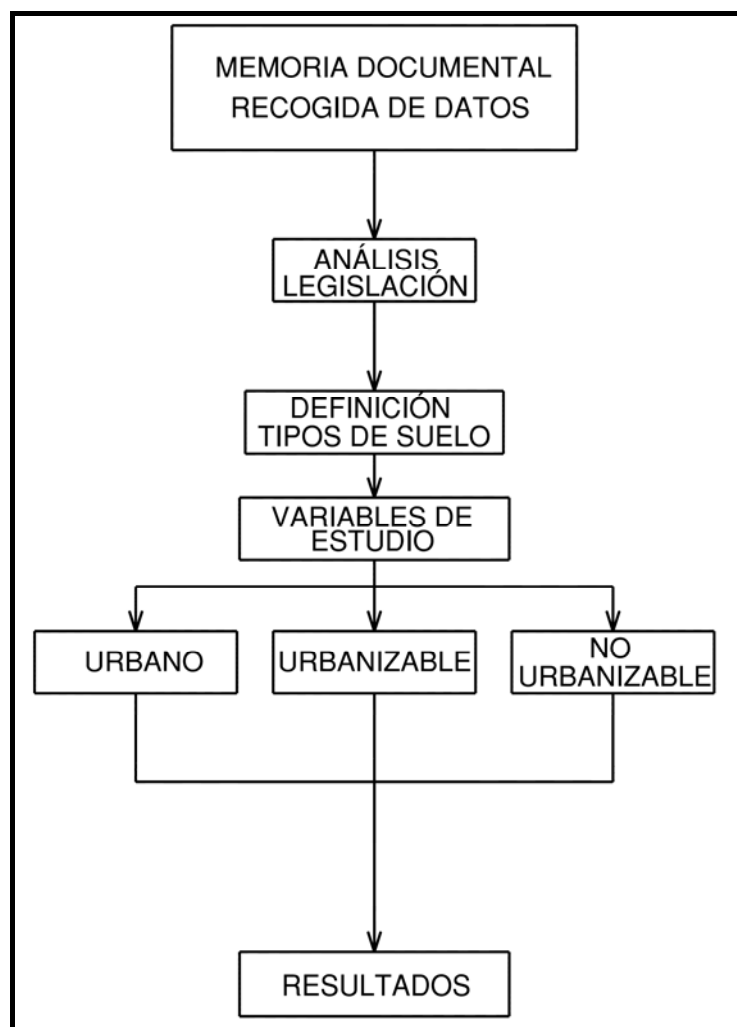 MEMORIA DOCUMENTAL
RECOGIDA DE DATOS
ANÁLISIS
LEGISLACIÓN
DEFINICIÓN
TIPOS DE SUELO
VARIABLES DE
ESTUDIO
URBANO
URBANIZABLE
NO
URBANIZABLE
RESULTADOS